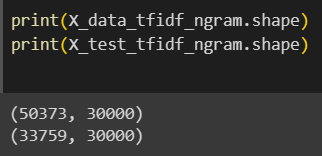 print(X_data_tfidf_ngram.shape)
print(X_test_tfidf_ngram.shape)
(50373, 30000)
(33759, 30000)